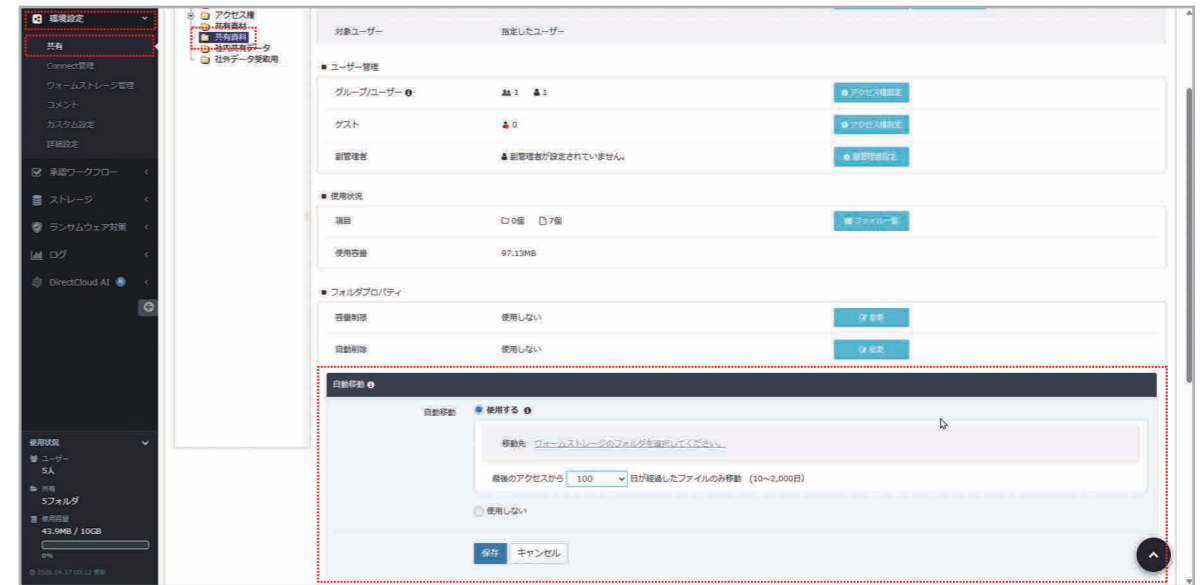 環境設定
共有
Connect管理
ウォームストレージ管理
コメント
カスタム設定
詳細設定
承認ワークフロー
ストレージ
ランサムウェア対策
ログ
DirectCloud AI
使用状況
ユーザー
5人
共有
5フォルダ
使用容量
43.9MB / 10GB
0%
2026.04.17 00:12 更新
アクセス権
共有素材
共有資料
社内共有データ
社外データ受取用
対象ユーザー 指定したユーザー
■ ユーザー管理
グループ/ユーザー 1 1 アクセス権設定
ゲスト 0 アクセス権設定
副管理者 副管理者が設定されていません。 副管理者設定
■ 使用状況
項目 0個 7個 ファイル一覧
使用容量 97.13MB
■ フォルダプロパティ
容量制限 使用しない 変更
自動削除 使用しない 変更
自動移動
自動移動 使用する
移動先 ウォームストレージのフォルダを選択してください。
最後のアクセスから 100 日が経過したファイルのみ移動 (10~2,000日)
使用しない
保存 キャンセル